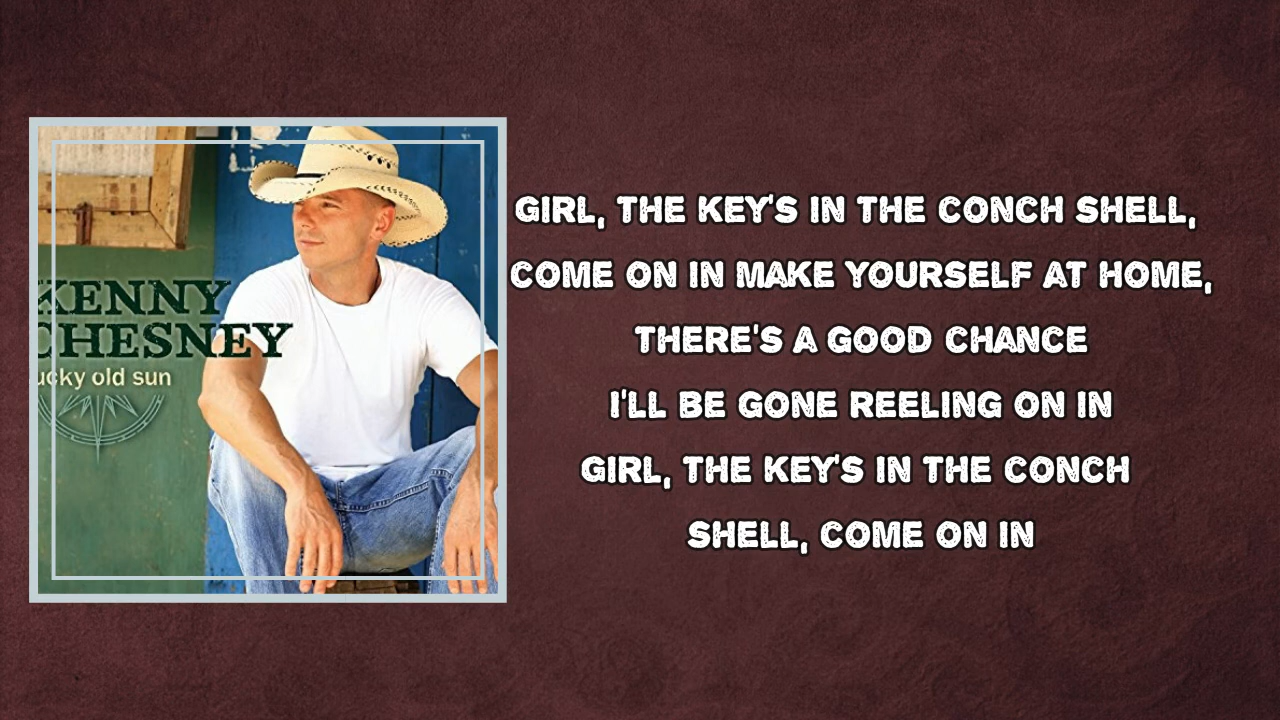 KENNY
CHESNEY
ucky old sun
GIRL, THE KEY'S IN THE CONCH SHELL,
COME ON IN MAKE YOURSELF AT HOME,
THERE'S A GOOD CHANCE
I'LL BE GONE REELING ON IN
GIRL, THE KEY'S IN THE CONCH
SHELL, COME ON IN